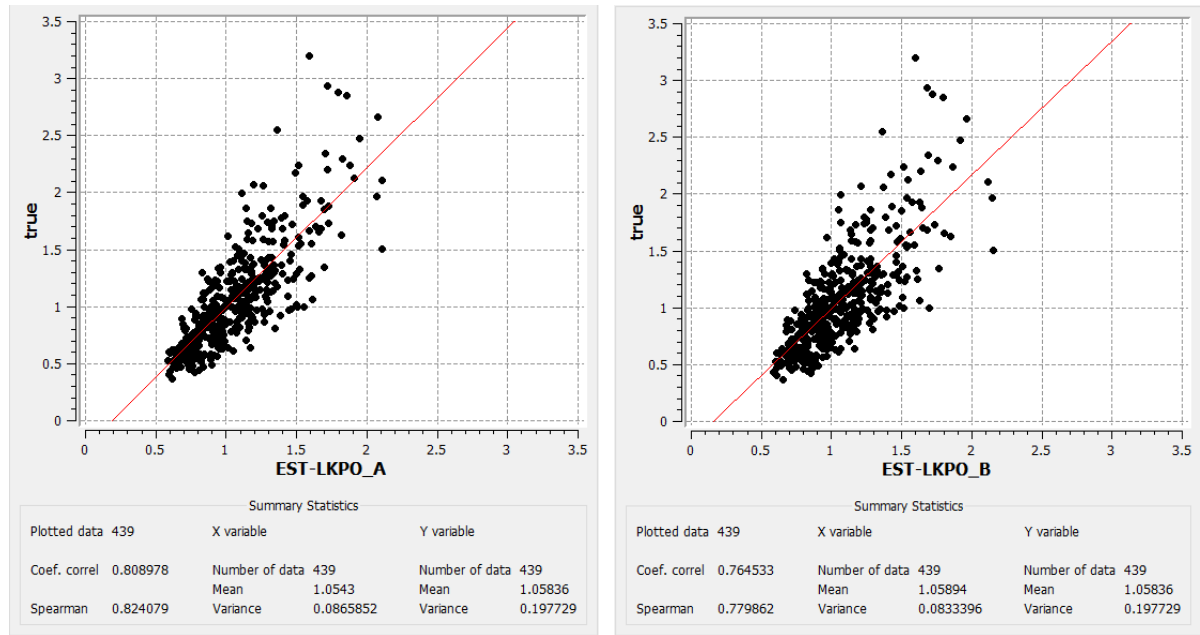 3.5
3
2.5
2
1.5
1
0.5
0
true
0 0.5 1 1.5 2 2.5 3 3.5
EST-LKPO_A
Summary Statistics
Plotted data 439 X variable Y variable
Coef. correl 0.808978 Number of data 439 Number of data 439
Mean 1.0543 Mean 1.05836
Spearman 0.824079 Variance 0.0865852 Variance 0.197729
3.5
3
2.5
2
1.5
1
0.5
0
true
0 0.5 1 1.5 2 2.5 3 3.5
EST-LKPO_B
Summary Statistics
Plotted data 439 X variable Y variable
Coef. correl 0.764533 Number of data 439 Number of data 439
Mean 1.05894 Mean 1.05836
Spearman 0.779862 Variance 0.0833396 Variance 0.197729